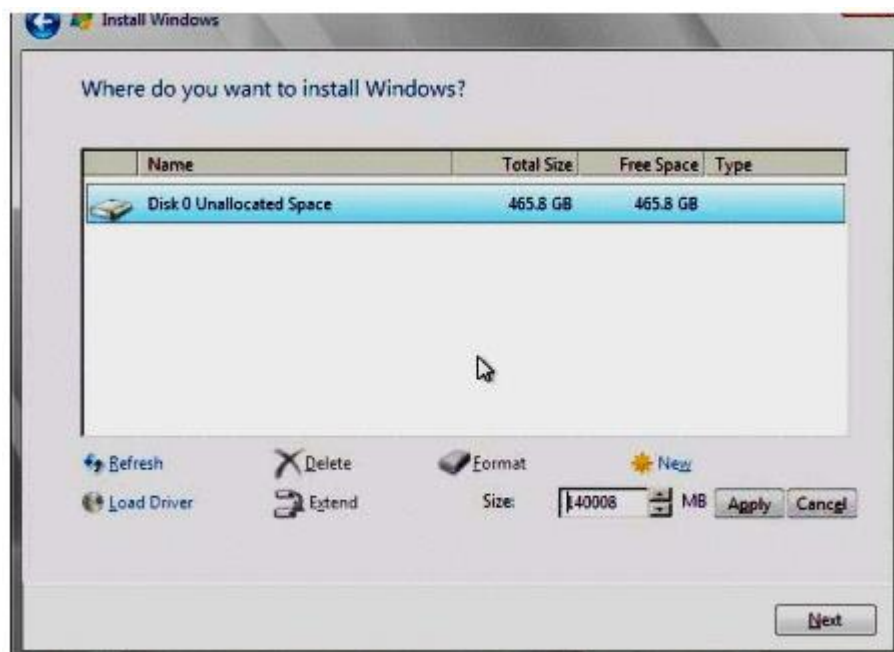 Install Windows
Where do you want to install Windows?
Name Total Size Free Space Type
Disk 0 Unallocated Space 465.8 GB 465.8 GB
Refresh Delete Format New
Load Driver Extend Size: 140008 MB Apply Cancel
Next